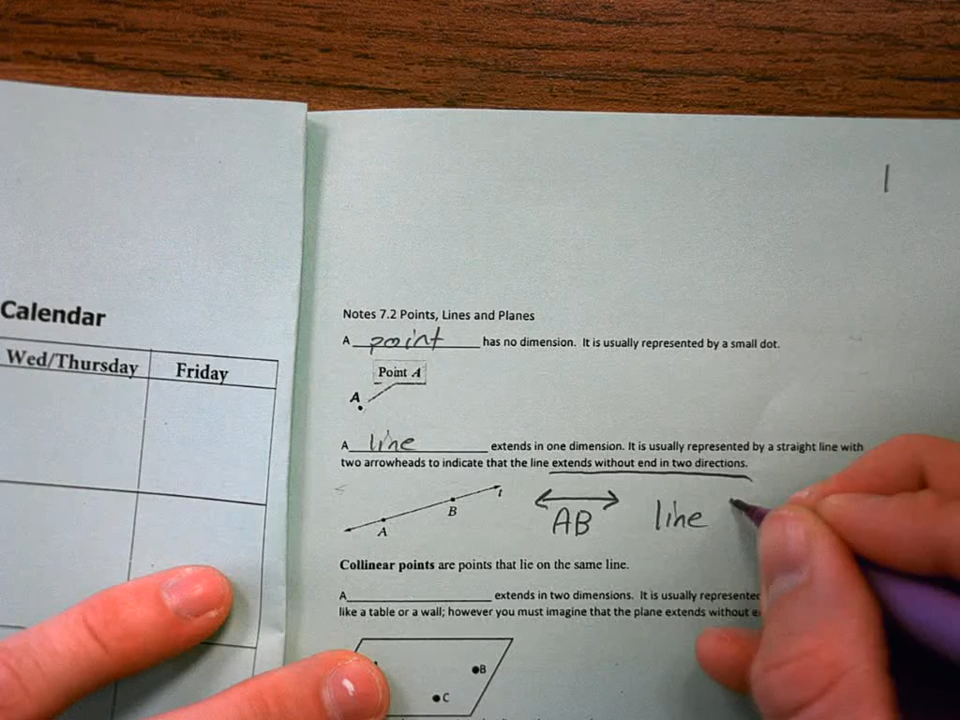 Calendar
Wed/Thursday Friday
Notes 7.2 Points, Lines and Planes
A point has no dimension. It is usually represented by a small dot.
Point A
A
A line extends in one dimension. It is usually represented by a straight line with
two arrowheads to indicate that the line extends without end in two directions.
A B
AB line
Collinear points are points that lie on the same line.
A____________ extends in two dimensions. It is usually
like a table or a wall; however you must imagine that the plane extends without
B
C